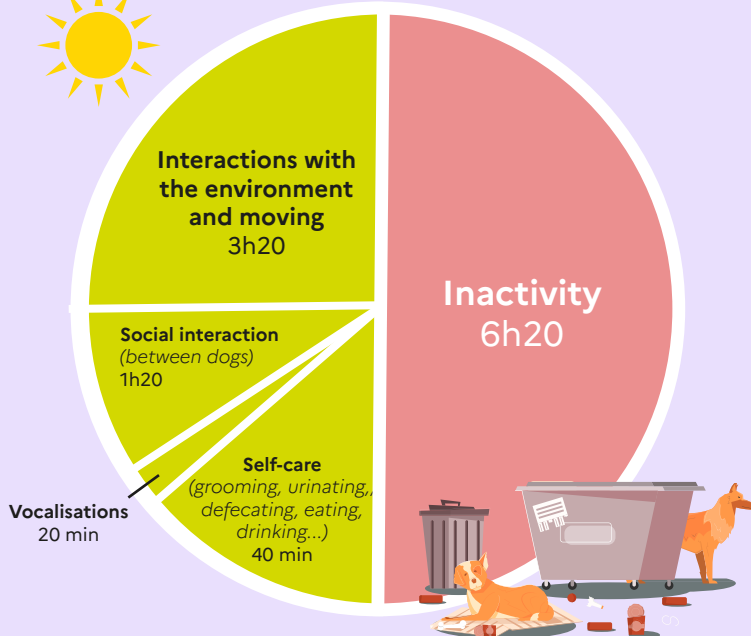 Interactions with
the environment
and moving
3h20
Inactivity
6h20
Social interaction
(between dogs)
1h20
Self-care
(grooming, urinating,,
defecating, eating,
drinking...)
40 min
Vocalisations
20 min